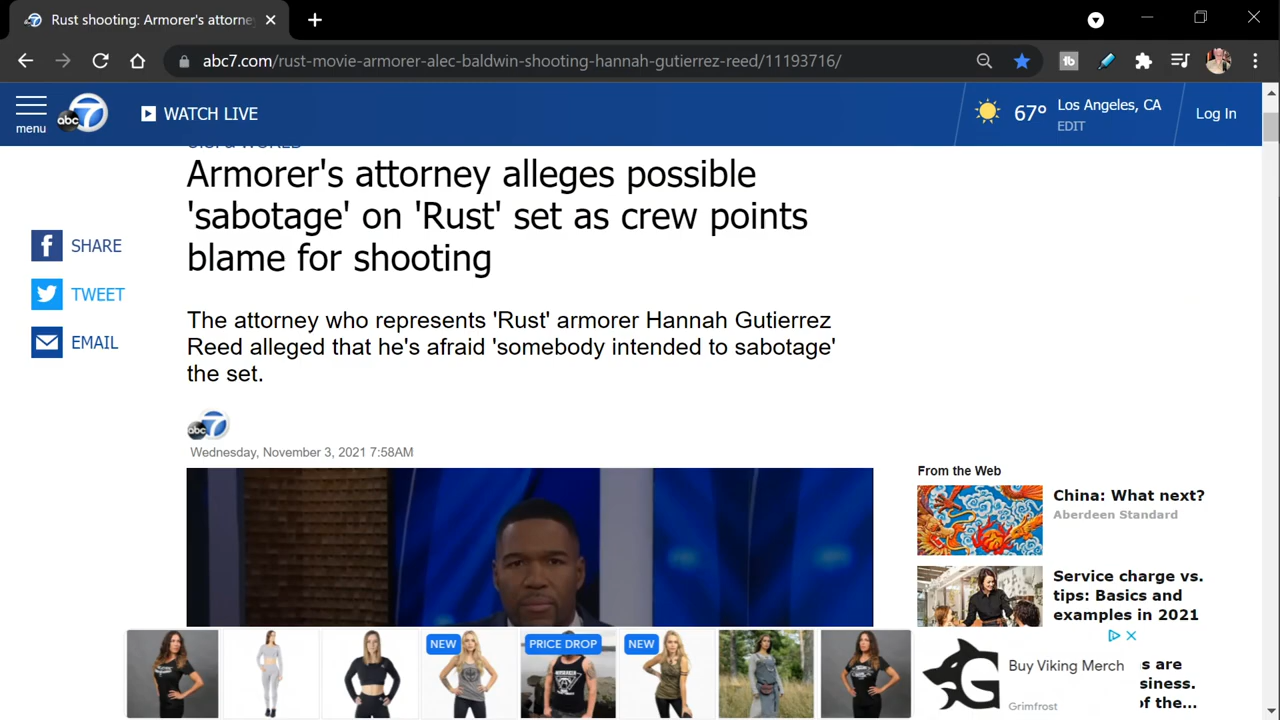 Rust shooting: Armorer's attorne
abc7.com/rust-movie-armorer-alec-baldwin-shooting-hannah-gutierrez-reed/11193716/
menu
abc 7
WATCH LIVE
67°
Los Angeles, CA
EDIT
Log In
Armorer's attorney alleges possible
'sabotage' on 'Rust' set as crew points
blame for shooting
SHARE
TWEET
EMAIL
The attorney who represents 'Rust' armorer Hannah Gutierrez
Reed alleged that he's afraid 'somebody intended to sabotage'
the set.
abc 7
Wednesday, November 3, 2021 7:58AM
From the Web
China: What next?
Aberdeen Standard
Service charge vs.
tips: Basics and
examples in 2021
NEW
PRICE DROP
NEW
Buy Viking Merch
Grimfrost
s are
siness.
of the...